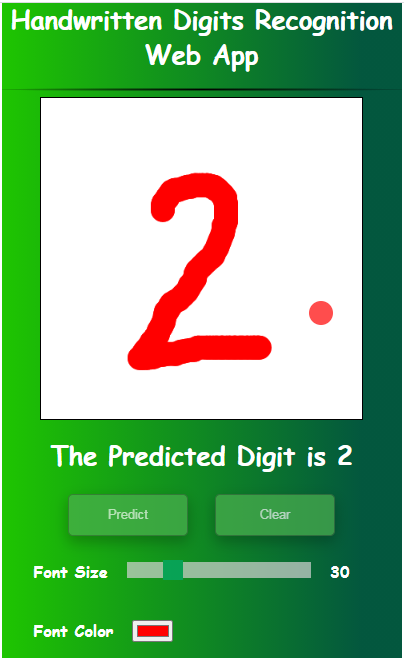 Handwritten Digits Recognition
Web App
2
The Predicted Digit is 2
Predict
Clear
Font Size
30
Font Color